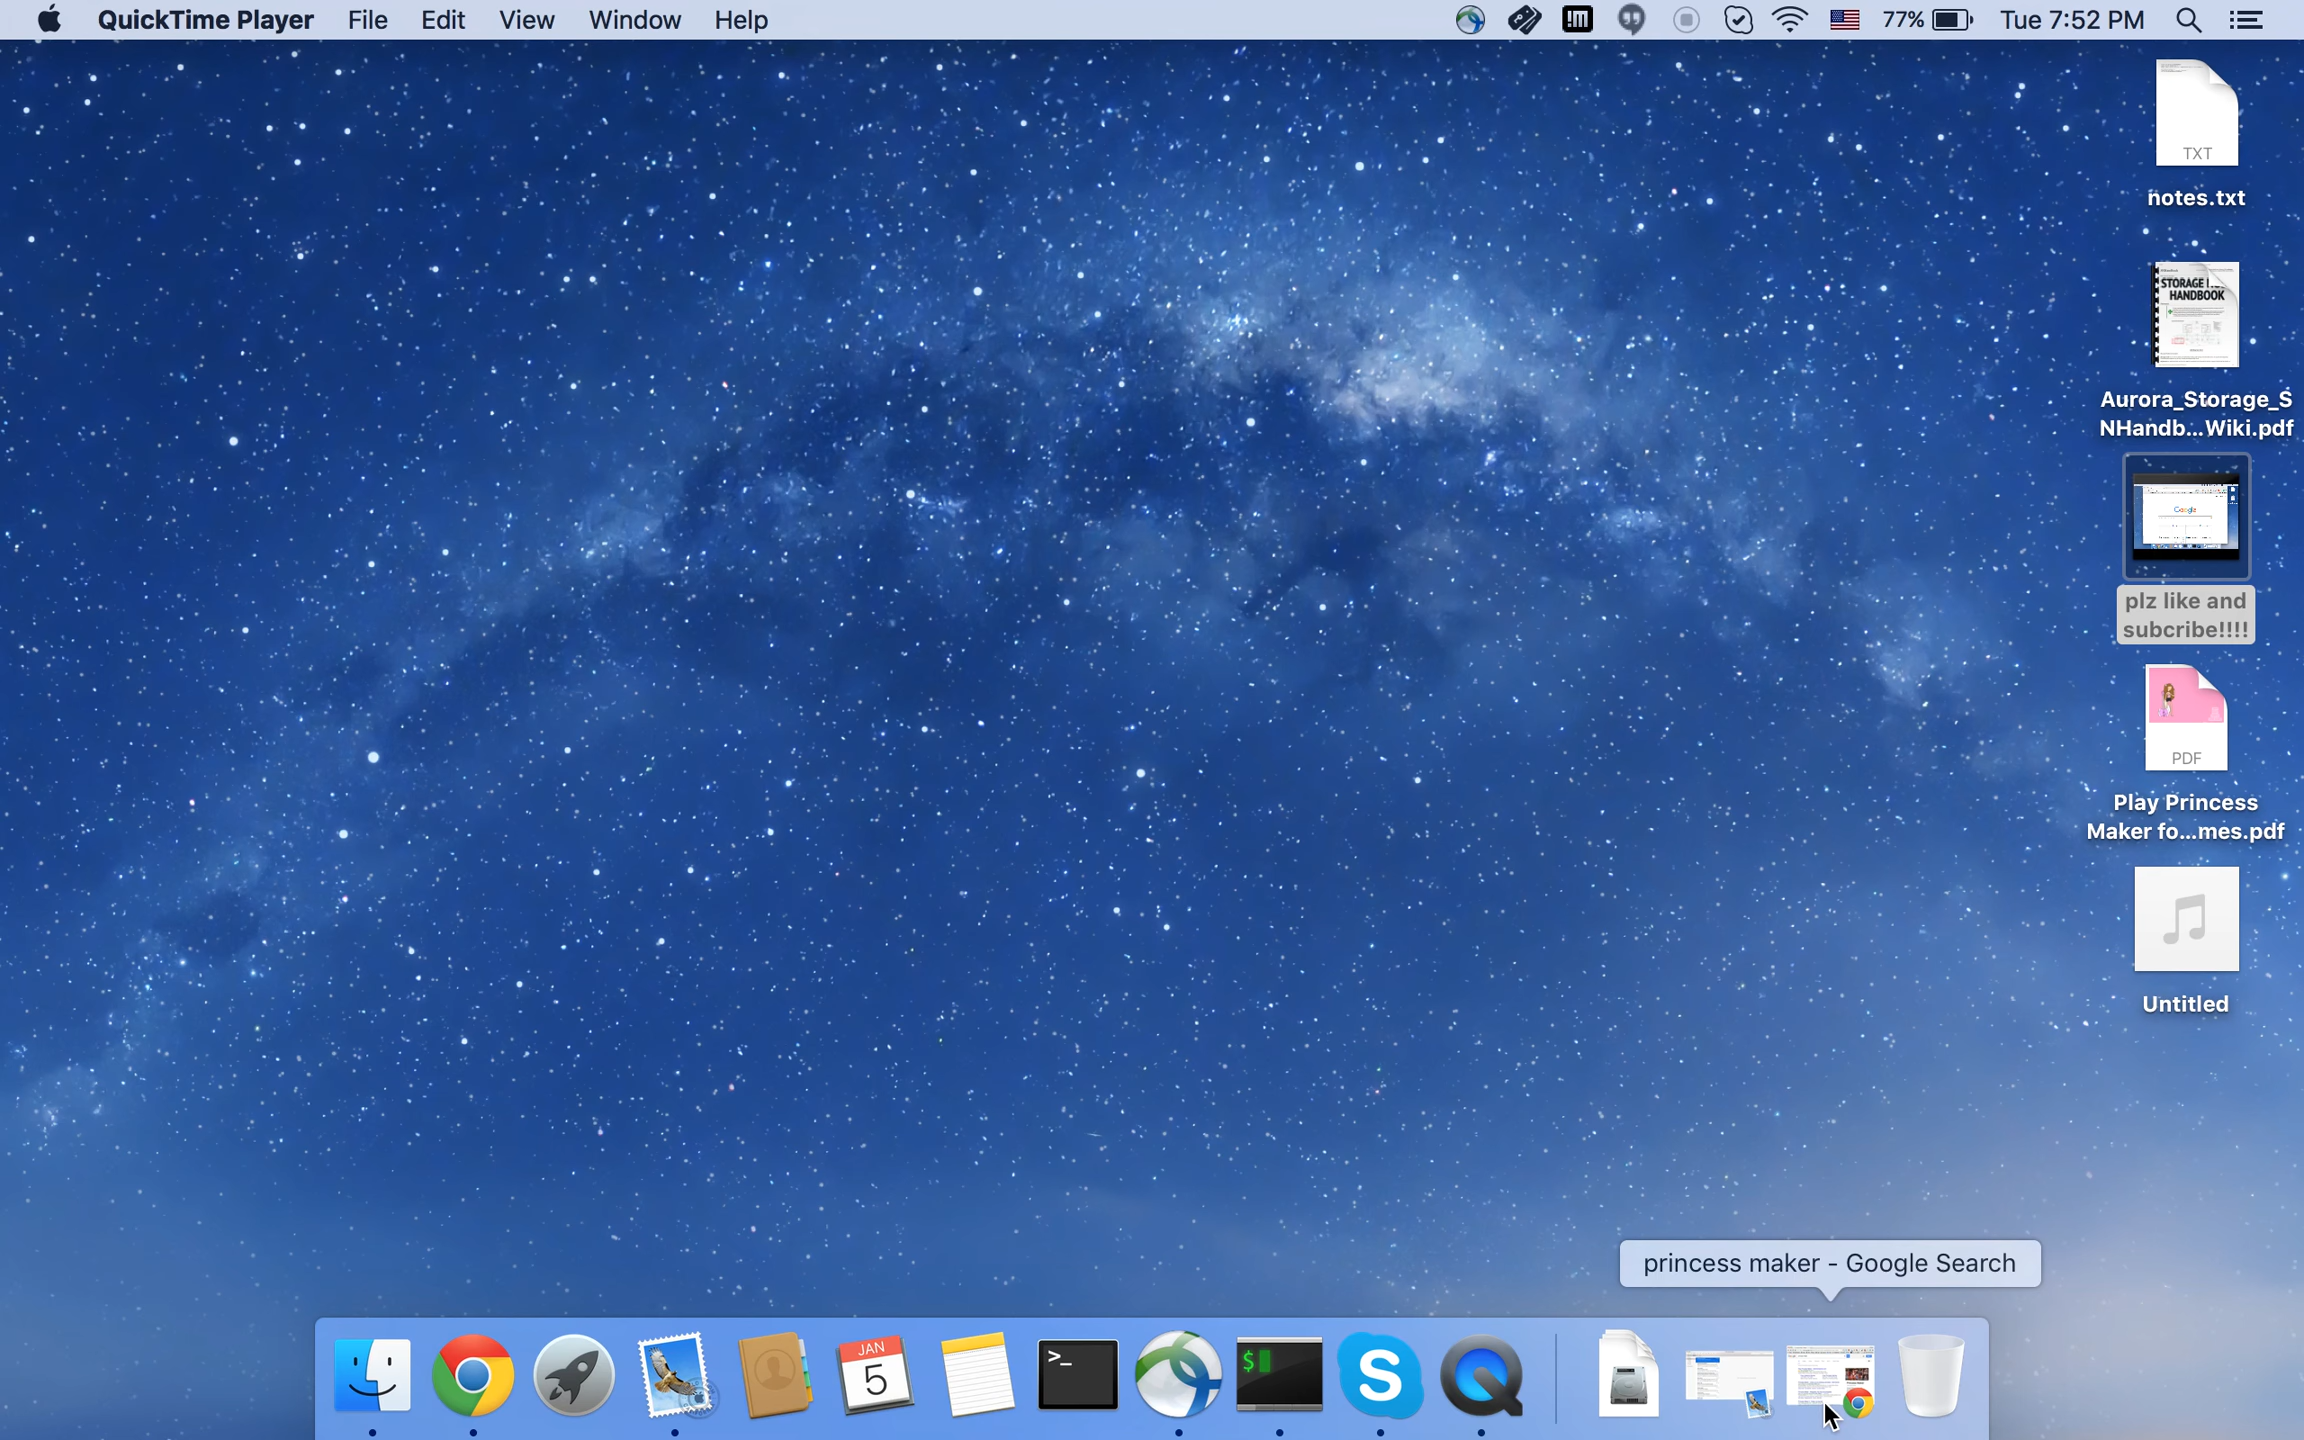 QuickTime Player File Edit View Window Help 77% Tue 7:52 PM
TXT
notes.txt
STORAGE
HANDBOOK
Aurora_Storage_S
NHandb...Wiki.pdf
Google
plz like and
subcribe!!!!
PDF
Play Princess
Maker fo...mes.pdf
Untitled
princess maker - Google Search
JAN
5
>_
$
S